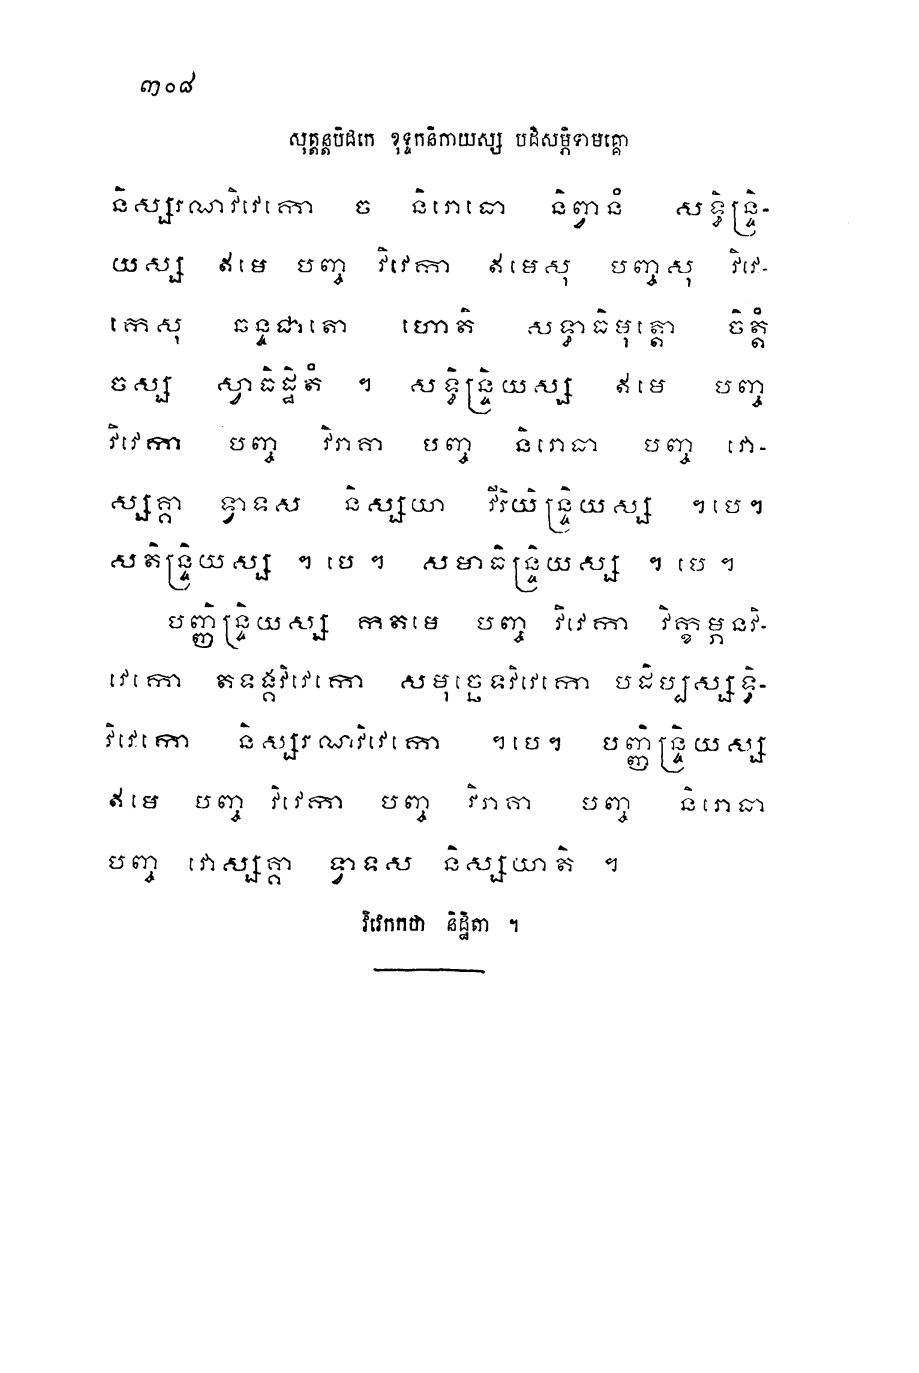 ៣០៨
សុត្តន្តបិដកេ ខុទ្ទកនិកាយស្ស បដិសម្ភិទាមគ្គោ
និស្សរណវិវេកោ ច និរោធោ និព្វានំ សទ្ធិន្ទ្រិ-
យស្ស ឥមេ បញ្ច វិវេកា ឥមេសុ បញ្ចសុ វិវេ-
កេសុ ឆន្ទជាតោ ហោតិ សទ្ធាធិមុត្តោ ចិត្តំ
ចស្ស ស្វាធិដ្ឋិតំ ។ សទ្ធិន្ទ្រិយស្ស ឥមេ បញ្ច
វិវេកា បញ្ច វិរាគា បញ្ច និរោធា បញ្ច វោ-
ស្សគ្គា ទ្វាទស និស្សយា វីរិយិន្ទ្រិយស្ស ។បេ។
សតិន្ទ្រិយស្ស ។ បេ ។ សមាធិន្ទ្រិយស្ស ។ បេ ។
បញ្ញិន្ទ្រិយស្ស កតមេ បញ្ច វិវេកា វិក្ខម្ភនវិ-
វេកោ តទង្គវិវេកោ សមុច្ឆេទវិវេកោ បដិប្បស្សទ្ធិ-
វិវេកោ និស្សរណវិវេកោ ។បេ។ បញ្ញិន្ទ្រិយស្ស
ឥមេ បញ្ច វិវេកា បញ្ច វិរាគា បញ្ច និរោធា
បញ្ច វោស្សគ្គា ទ្វាទស និស្សយាតិ ។
វិវេកកថា និដ្ឋិតា ។